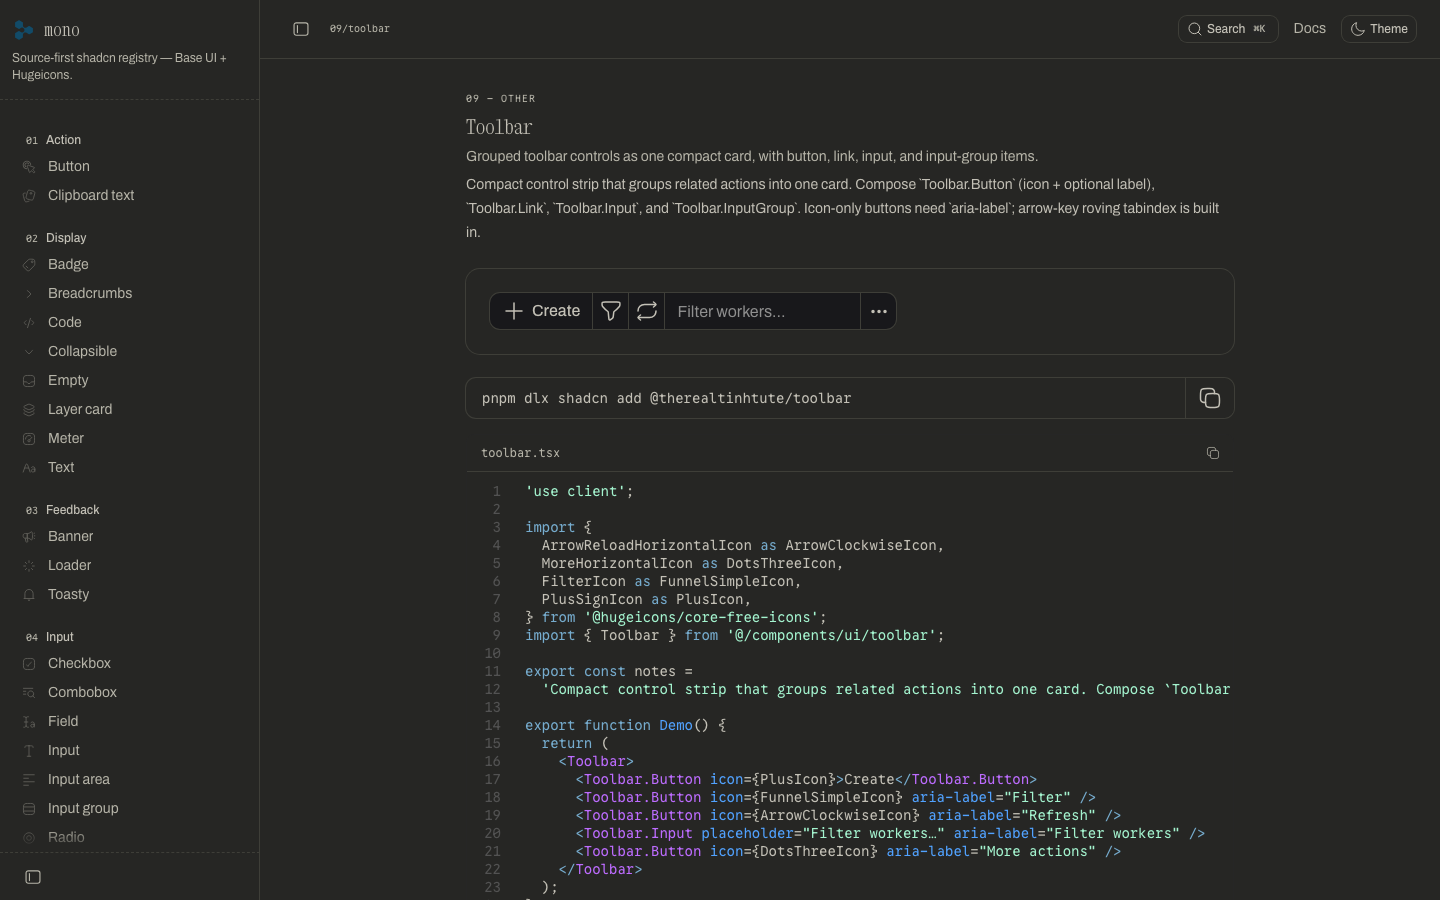 mono
Source-first shadcn registry — Base UI +
Hugeicons.
01 Action
Button
Clipboard text
02 Display
Badge
Breadcrumbs
Code
Collapsible
Empty
Layer card
Meter
Text
03 Feedback
Banner
Loader
Toasty
04 Input
Checkbox
Combobox
Field
Input
Input area
Input group
Radio
09/toolbar
Search ⌘K
Docs
Theme
09 — OTHER
Toolbar
Grouped toolbar controls as one compact card, with button, link, input, and input-group items.
Compact control strip that groups related actions into one card. Compose `Toolbar.Button` (icon + optional label),
`Toolbar.Link`, `Toolbar.Input`, and `Toolbar.InputGroup`. Icon-only buttons need `aria-label`; arrow-key roving tabindex is built
in.
Create
Filter workers…
pnpm dlx shadcn add @therealtinhtute/toolbar
toolbar.tsx
1 'use client';
2
3 import {
4 ArrowReloadHorizontalIcon as ArrowClockwiseIcon,
5 MoreHorizontalIcon as DotsThreeIcon,
6 FilterIcon as FunnelSimpleIcon,
7 PlusSignIcon as PlusIcon,
8 } from '@hugeicons/core-free-icons';
9 import { Toolbar } from '@/components/ui/toolbar';
10
11 export const notes =
12 'Compact control strip that groups related actions into one card. Compose `Toolbar
13
14 export function Demo() {
15 return (
16 <Toolbar>
17 <Toolbar.Button icon={PlusIcon}>Create</Toolbar.Button>
18 <Toolbar.Button icon={FunnelSimpleIcon} aria-label="Filter" />
19 <Toolbar.Button icon={ArrowClockwiseIcon} aria-label="Refresh" />
20 <Toolbar.Input placeholder="Filter workers…" aria-label="Filter workers" />
21 <Toolbar.Button icon={DotsThreeIcon} aria-label="More actions" />
22 </Toolbar>
23 );